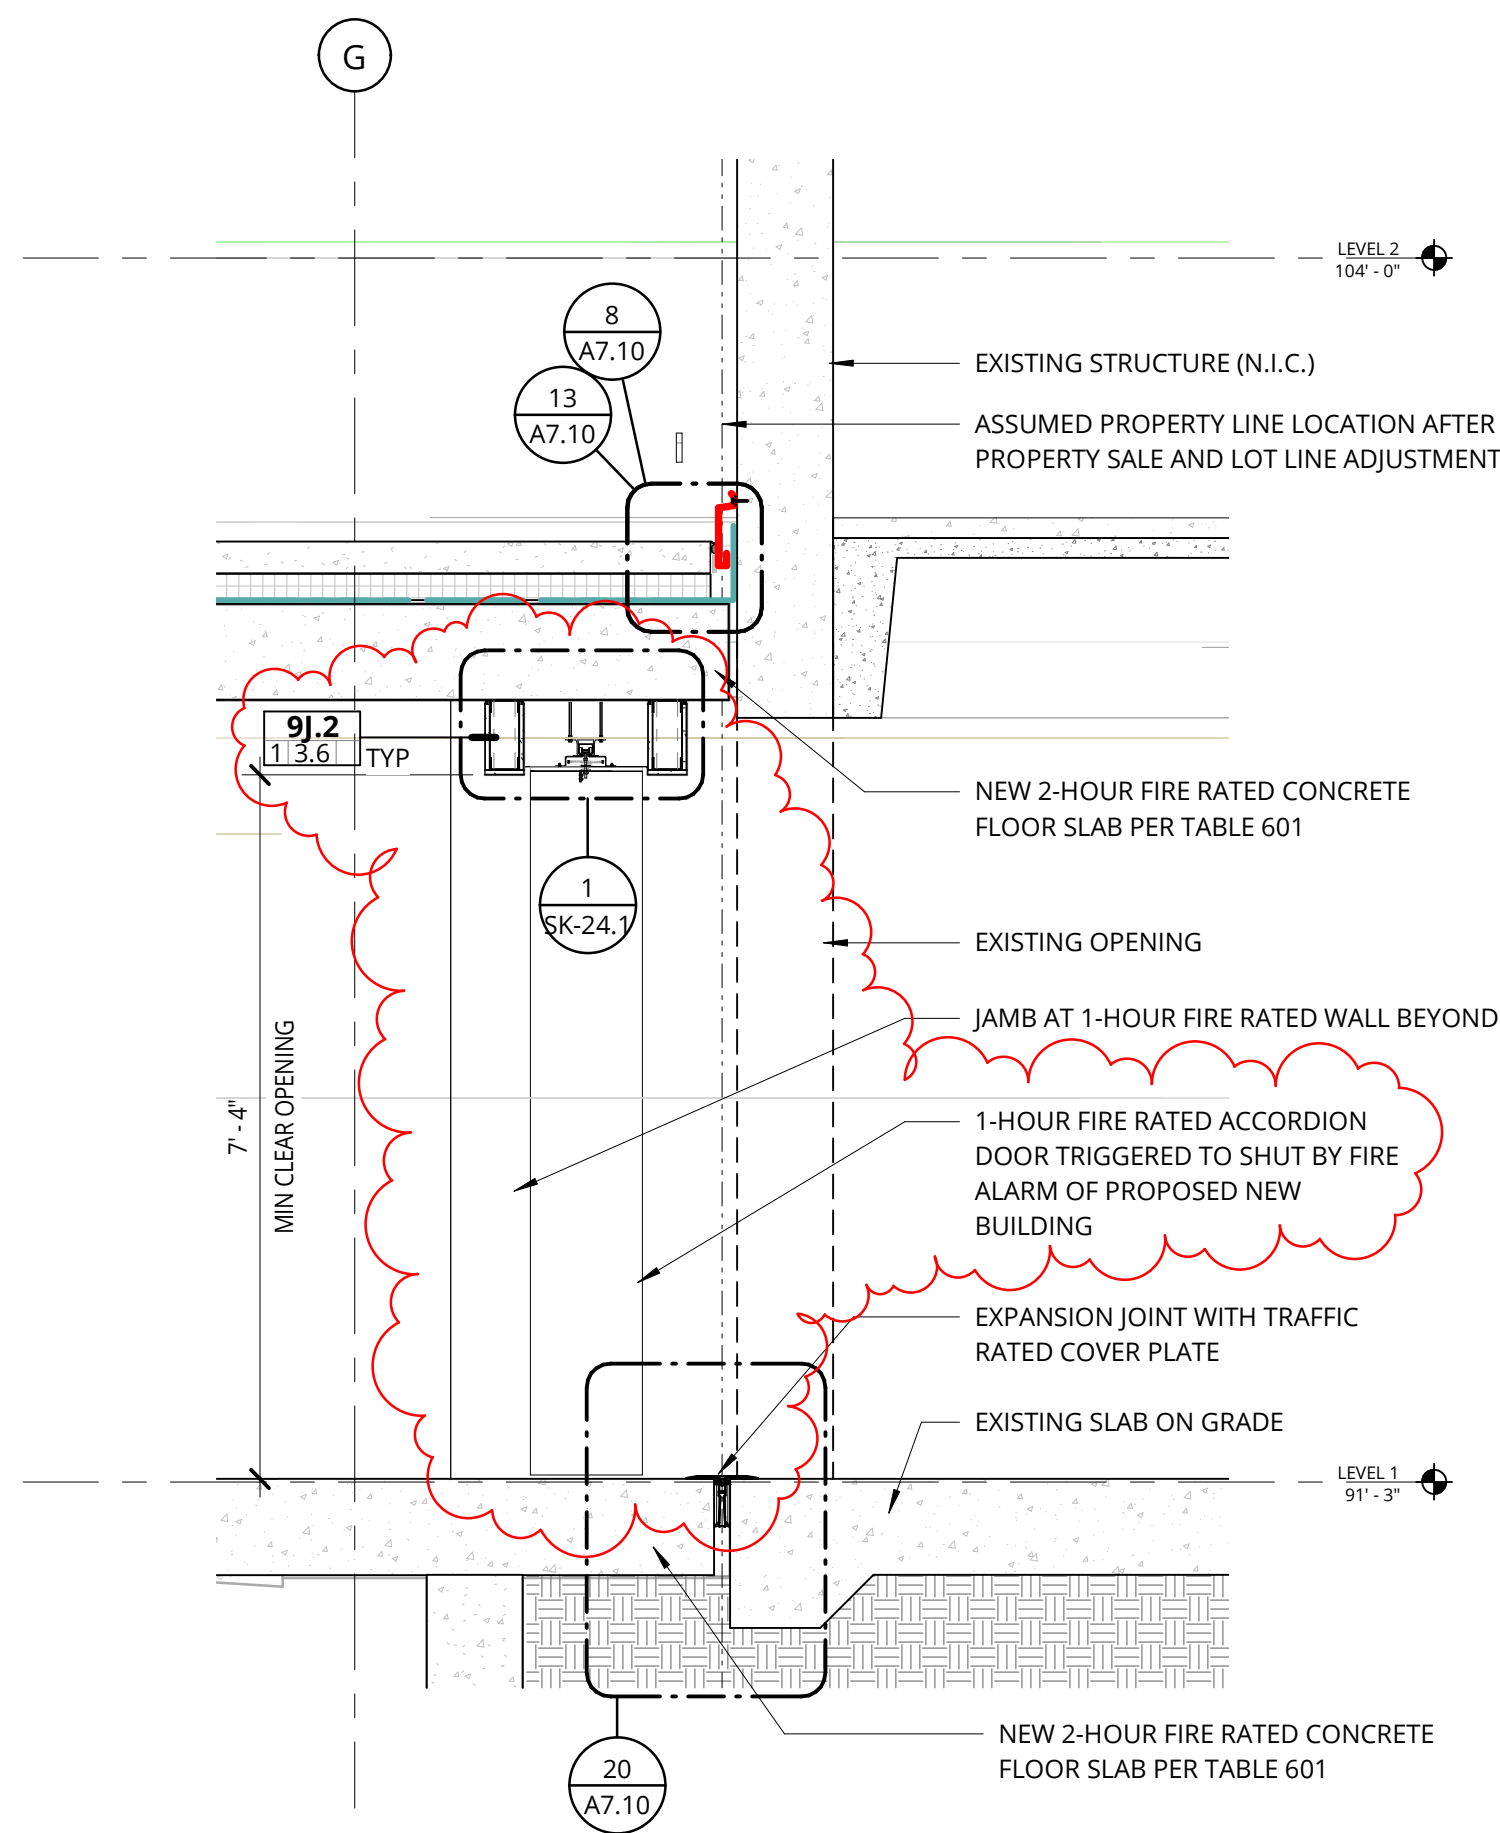 G
LEVEL 2
104' - 0"
8
A7.10
13
A7.10
EXISTING STRUCTURE (N.I.C.)
ASSUMED PROPERTY LINE LOCATION AFTER
PROPERTY SALE AND LOT LINE ADJUSTMENT
9J.2
1 3.6
TYP
NEW 2-HOUR FIRE RATED CONCRETE
FLOOR SLAB PER TABLE 601
1
SK-24.1
EXISTING OPENING
JAMB AT 1-HOUR FIRE RATED WALL BEYOND
7' - 4"
MIN CLEAR OPENING
1-HOUR FIRE RATED ACCORDION
DOOR TRIGGERED TO SHUT BY FIRE
ALARM OF PROPOSED NEW
BUILDING
EXPANSION JOINT WITH TRAFFIC
RATED COVER PLATE
EXISTING SLAB ON GRADE
LEVEL 1
91' - 3"
NEW 2-HOUR FIRE RATED CONCRETE
FLOOR SLAB PER TABLE 601
20
A7.10